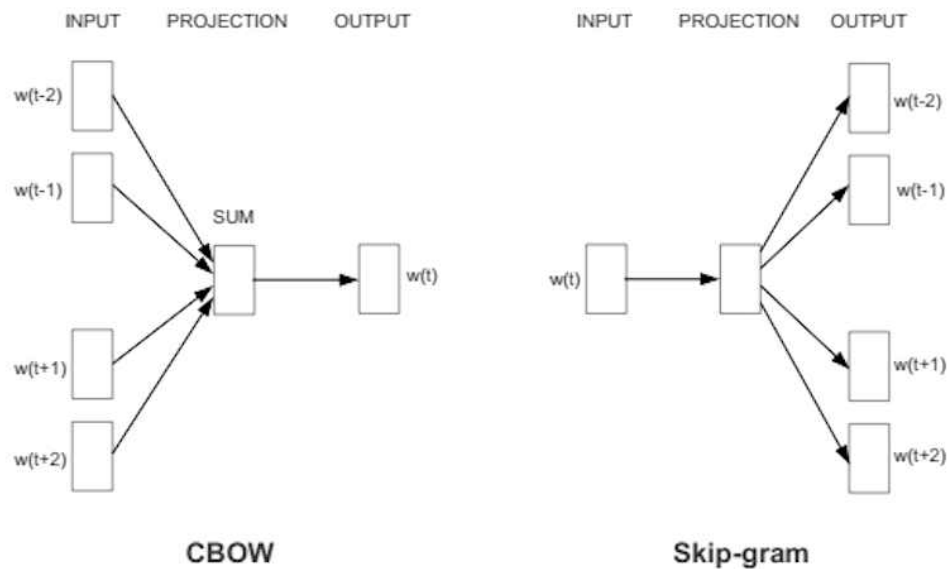 INPUT PROJECTION OUTPUT
w(t-2)
w(t-1)
SUM
w(t)
w(t+1)
w(t+2)
CBOW
INPUT PROJECTION OUTPUT
w(t-2)
w(t-1)
w(t)
w(t+1)
w(t+2)
Skip-gram